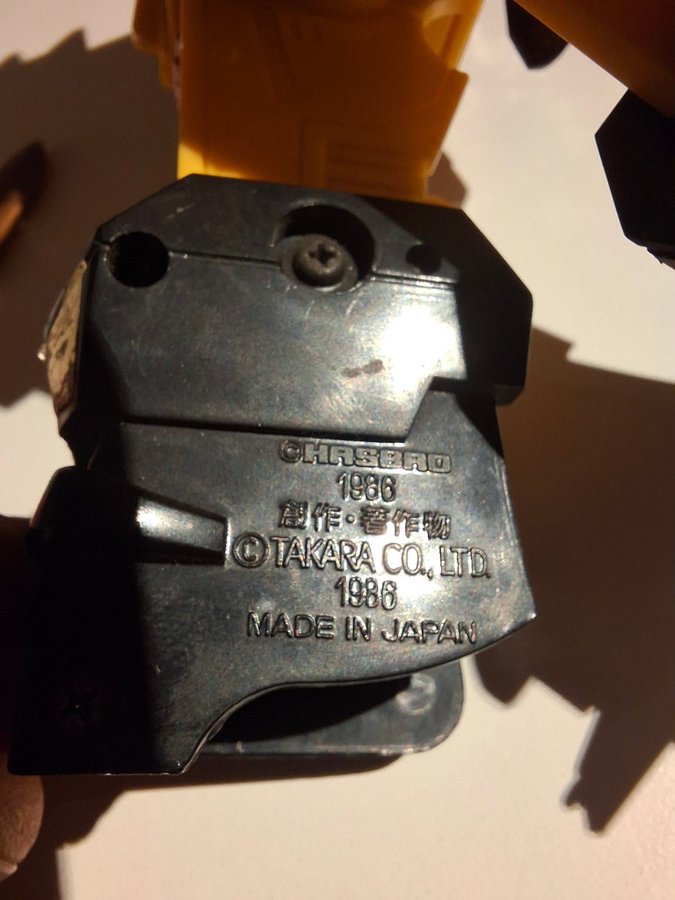 ©HASBRO
1986
創作・著作物
©TAKARA CO., LTD.
1986
MADE IN JAPAN